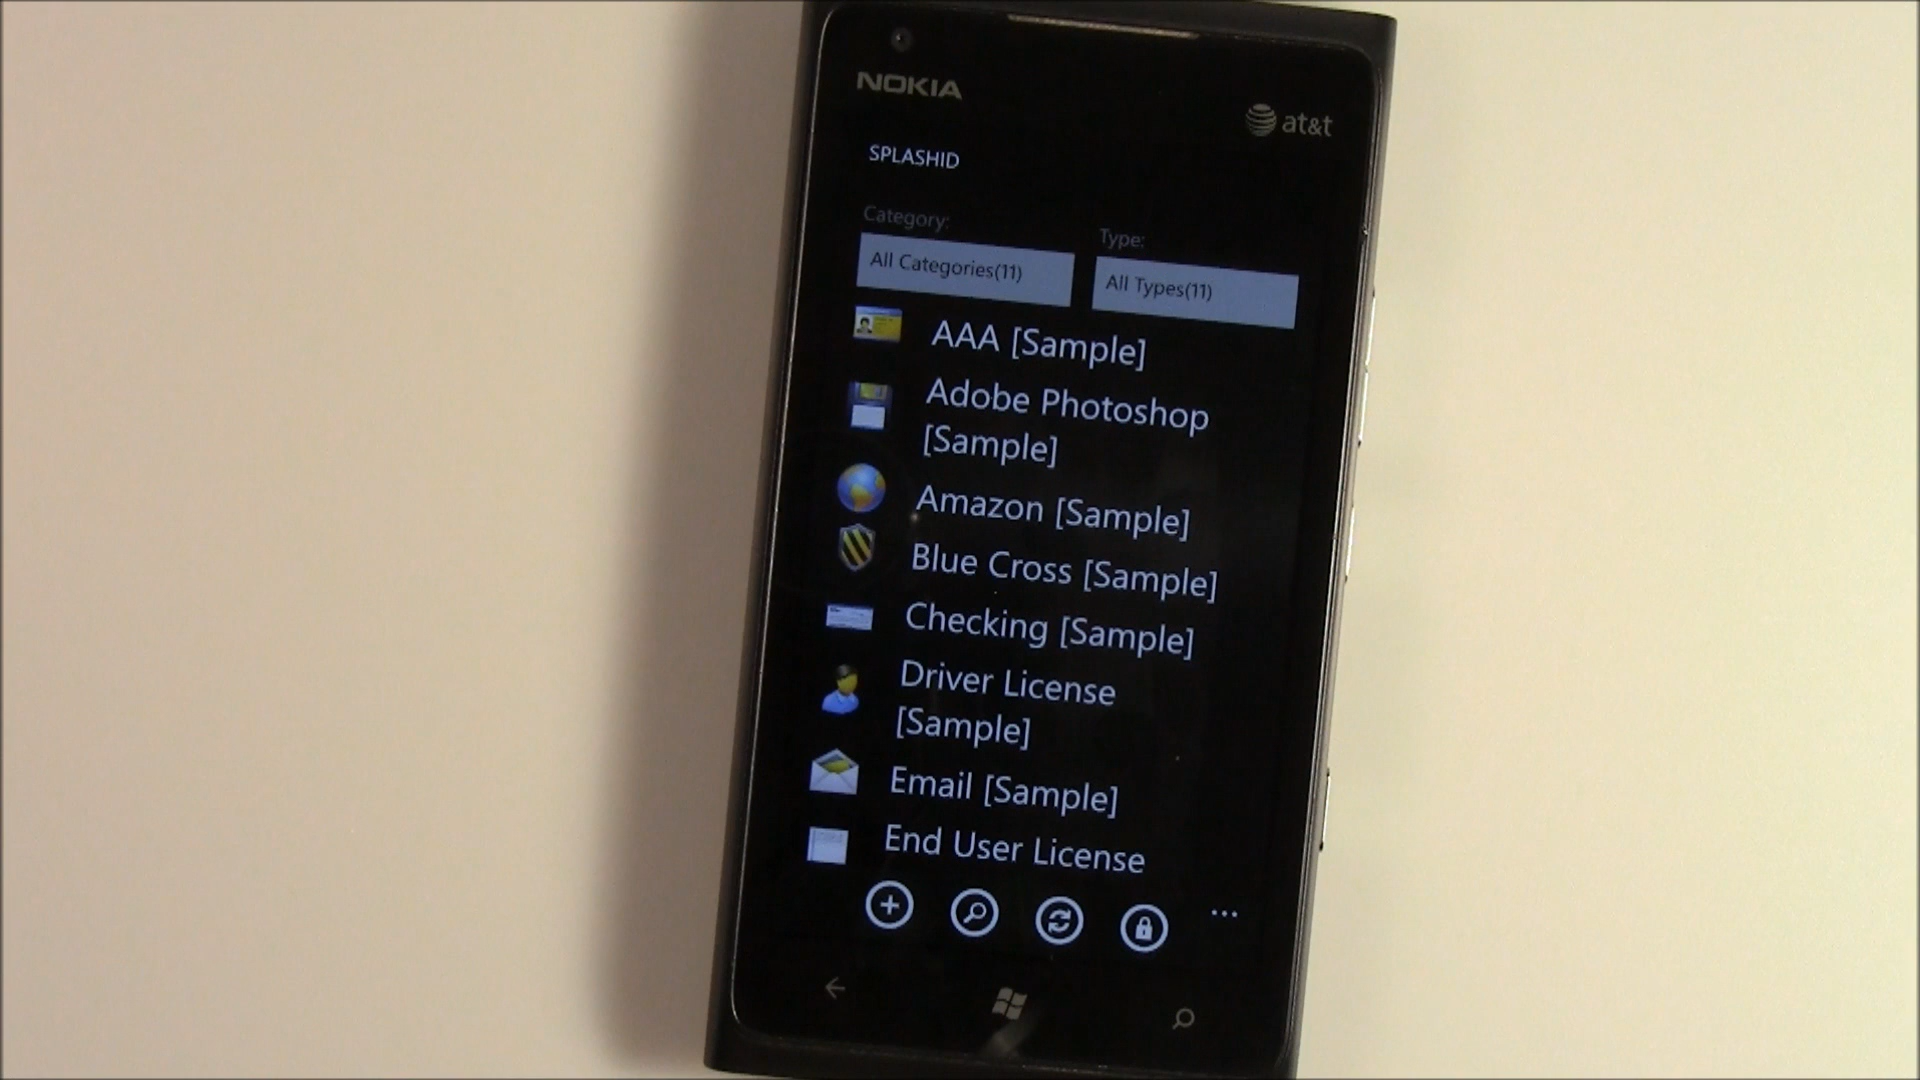 NOKIA
at&t
SPLASHID
Category:
Type:
All Categories(11)
All Types(11)
AAA [Sample]
Adobe Photoshop
[Sample]
Amazon [Sample]
Blue Cross [Sample]
Checking [Sample]
Driver License
[Sample]
Email [Sample]
End User License